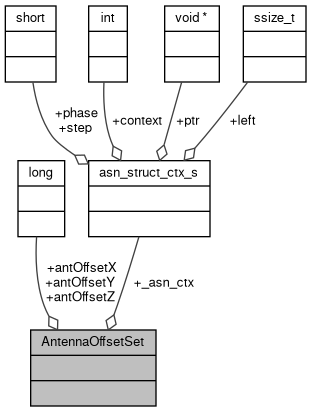 short
int
void *
ssize_t
+phase
+step
+context
+ptr
+left
long
asn_struct_ctx_s
+antOffsetX
+antOffsetY
+antOffsetZ
+_asn_ctx
AntennaOffsetSet